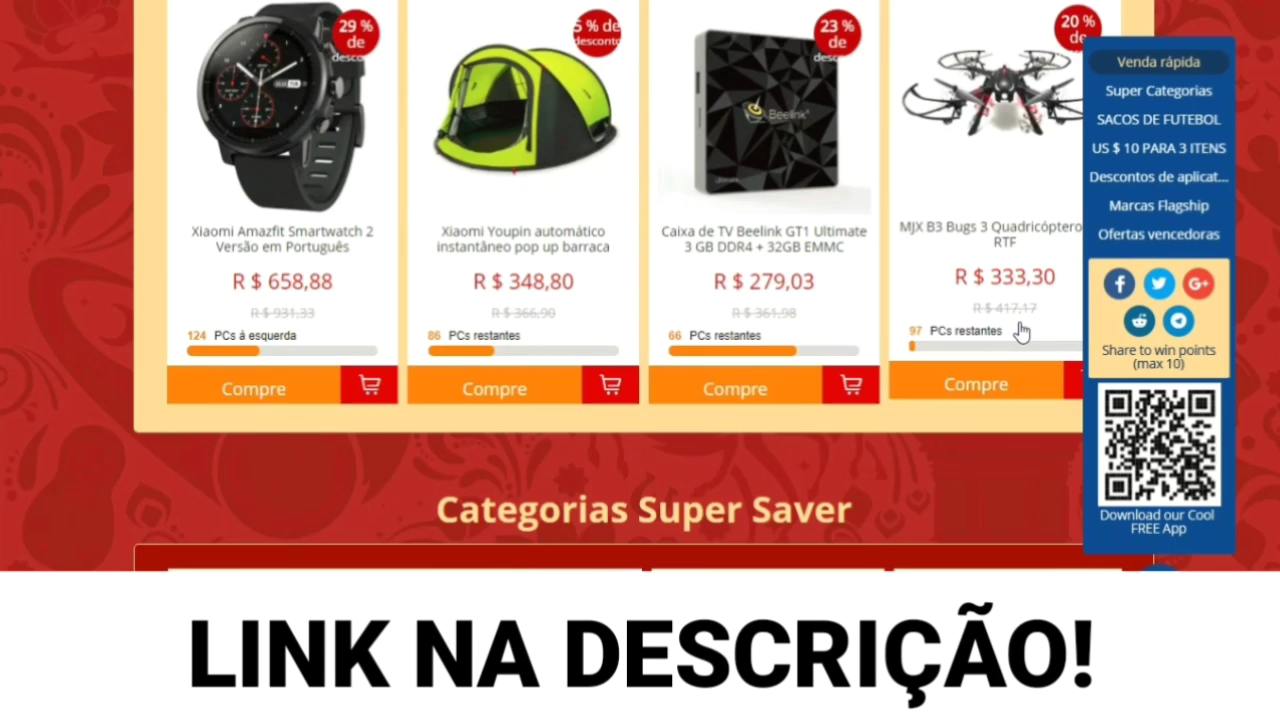 29 %
de
desco
5 % de
desconto
23 %
de
desc
20 %
de
Beelink
Xiaomi Amazfit Smartwatch 2
Versão em Português
R $ 658,88
R $ 931,33
124 PCs à esquerda
Compre
Xiaomi Youpin automático
instantâneo pop up barraca
R $ 348,80
R $ 366,90
86 PCs restantes
Compre
Caixa de TV Beelink GT1 Ultimate
3 GB DDR4 + 32GB EMMC
R $ 279,03
R $ 361,98
66 PCs restantes
Compre
MJX B3 Bugs 3 Quadricóptero
RTF
R $ 333,30
R $ 417,17
97 PCs restantes
Compre
Venda rápida
Super Categorias
SACOS DE FUTEBOL
US $ 10 PARA 3 ITENS
Descontos de aplicat...
Marcas Flagship
Ofertas vencedoras
Share to win points
(max 10)
Download our Cool
FREE App
Categorias Super Saver
LINK NA DESCRIÇÃO!